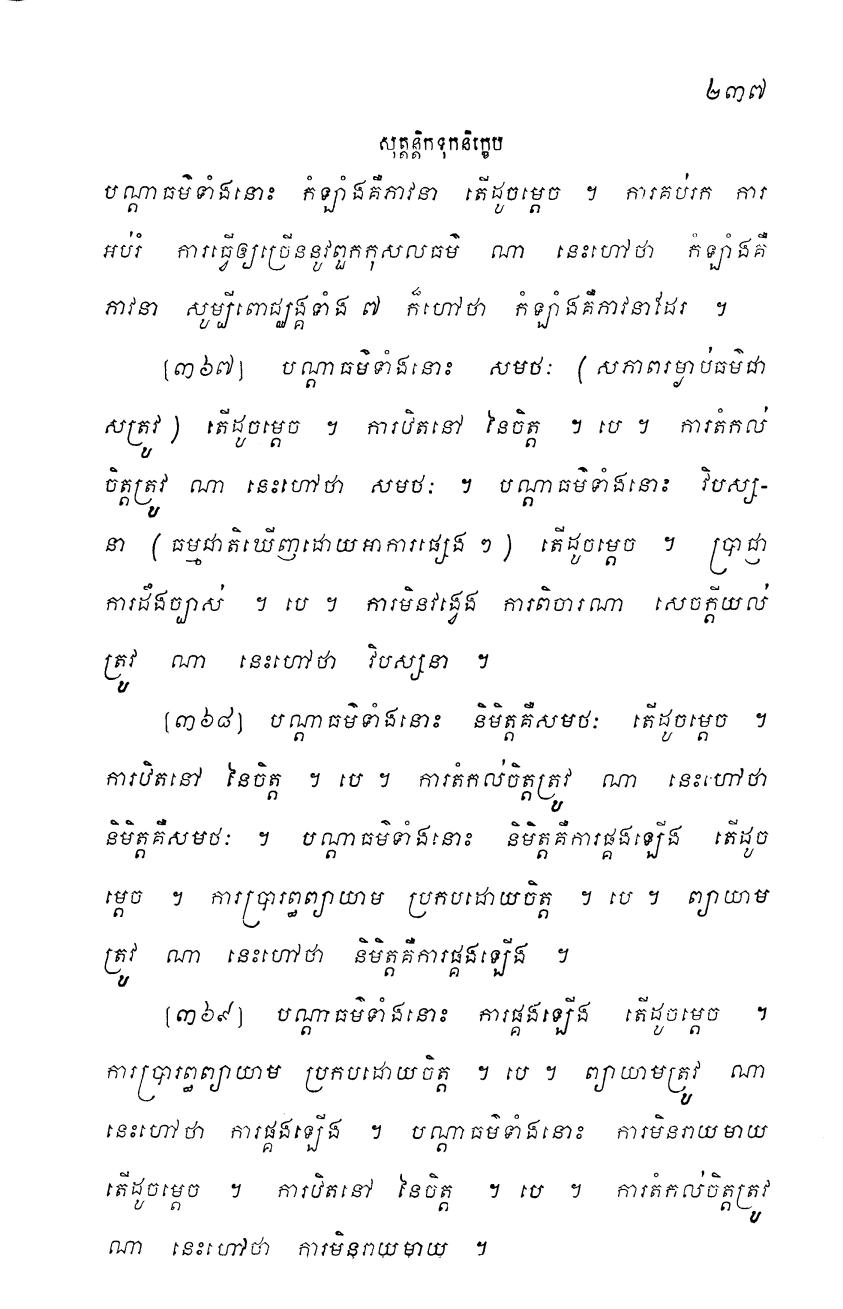 ២៣៧
សុត្តន្តិកទុកនិក្ខេប
បណ្តាធម៌ទាំងនោះ កំឡាំងគឺភាវនា តើដូចម្តេច ។ ការគប់រក ការ
អប់រំ ការធ្វើឲ្យច្រើននូវពួកកុសលធម៌ ណា នេះហៅថា កំឡាំងគឺ
ភាវនា សូម្បីពោជ្ឈង្គទាំង ៧ ក៏ហៅថា កំឡាំងគឺភាវនាដែរ ។
[៣៦៧] បណ្តាធម៌ទាំងនោះ សមថៈ (សភាពរម្ងាប់ធម៌ជា
សត្រូវ) តើដូចម្តេច ។ ការឋិតនៅ នៃចិត្ត ។ បេ ។ ការតំកល់
ចិត្តត្រូវ ណា នេះហៅថា សមថៈ ។ បណ្តាធម៌ទាំងនោះ វិបស្ស-
នា (ធម្មជាតិឃើញដោយអាការផ្សេង ៗ) តើដូចម្តេច ។ ប្រាជ្ញា
ការដឹងច្បាស់ ។ បេ ។ ការមិនវង្វេង ការពិចារណា សេចក្តីយល់
ត្រូវ ណា នេះហៅថា វិបស្សនា ។
[៣៦៨] បណ្តាធម៌ទាំងនោះ និមិត្តគឺសមថៈ តើដូចម្តេច ។
ការឋិតនៅ នៃចិត្ត ។ បេ ។ ការតំកល់ចិត្តត្រូវ ណា នេះហៅថា
និមិត្តគឺសមថៈ ។ បណ្តាធម៌ទាំងនោះ និមិត្តគឺការផ្គងឡើង តើដូច
ម្តេច ។ ការប្រារព្ធព្យាយាម ប្រកបដោយចិត្ត ។ បេ ។ ព្យាយាម
ត្រូវ ណា នេះហៅថា និមិត្តគឺការផ្គងឡើង ។
[៣៦៩] បណ្តាធម៌ទាំងនោះ ការផ្គងឡើង តើដូចម្តេច ។
ការប្រារព្ធព្យាយាម ប្រកបដោយចិត្ត ។ បេ ។ ព្យាយាមត្រូវ ណា
នេះហៅថា ការផ្គងឡើង ។ បណ្តាធម៌ទាំងនោះ ការមិនរាយមាយ
តើដូចម្តេច ។ ការឋិតនៅ នៃចិត្ត ។ បេ ។ ការតំកល់ចិត្តត្រូវ
ណា នេះហៅថា ការមិនរាយមាយ ។